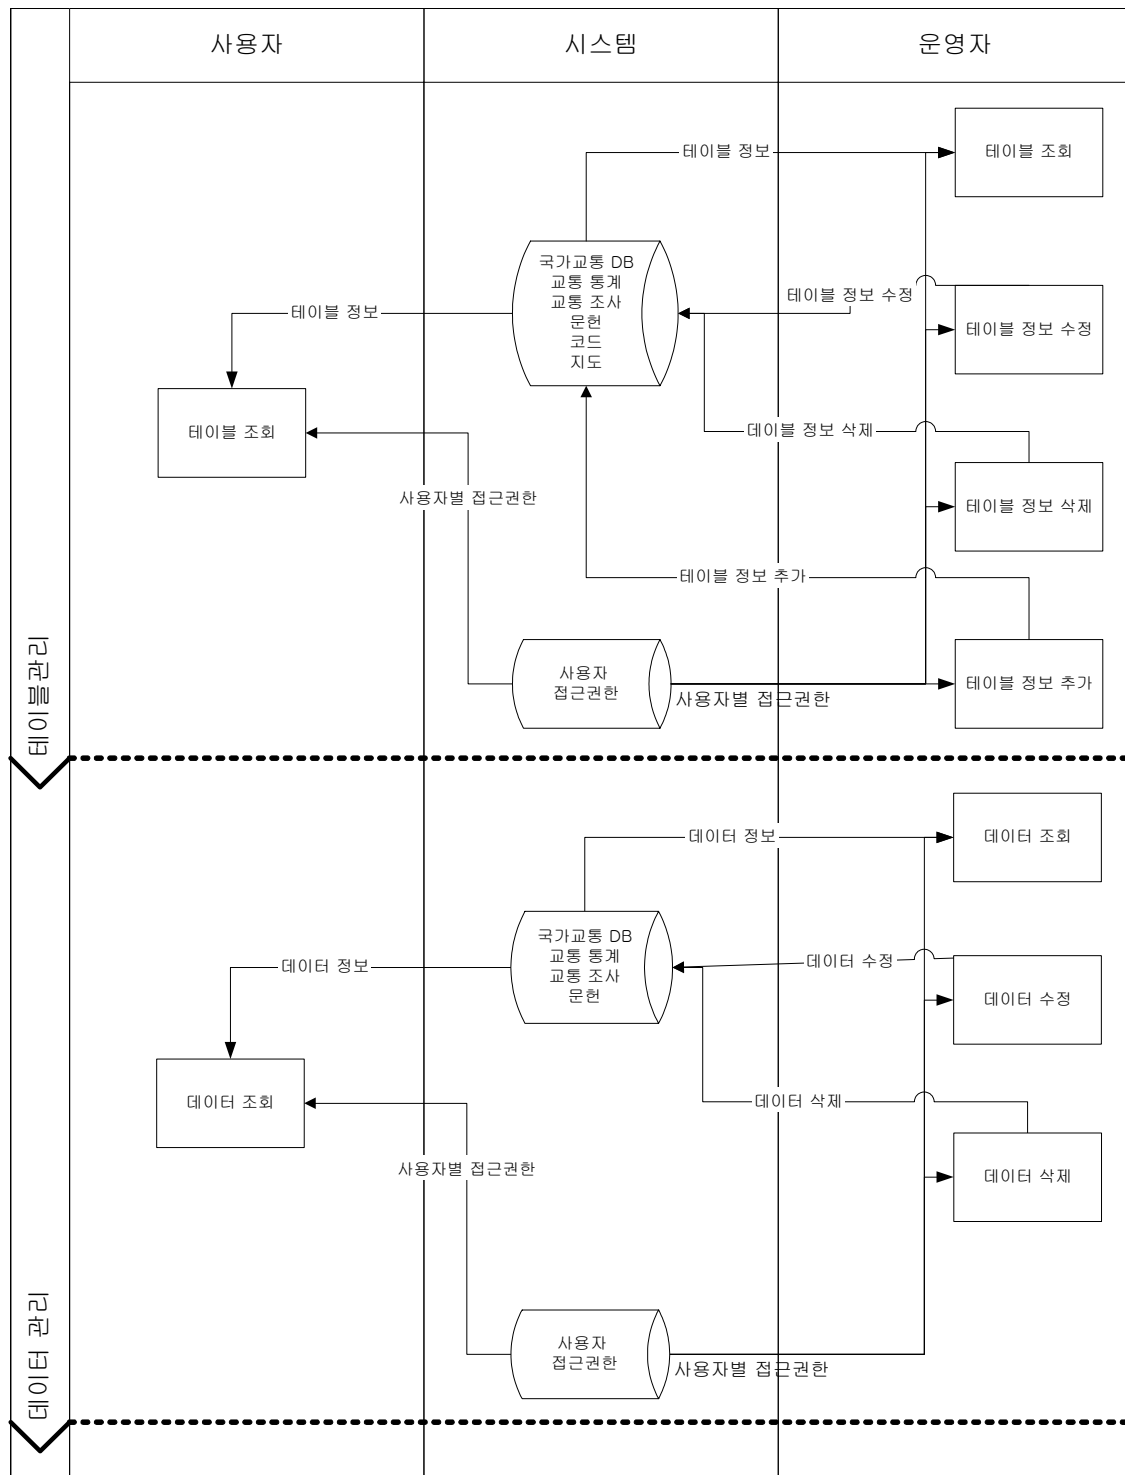 사용자
시스템
운영자
테이블관리
테이블 정보
테이블 조회
국가교통 DB
교통 통계
교통 조사
문헌
코드
지도
테이블 정보
테이블 정보 수정
테이블 정보 수정
테이블 조회
테이블 정보 삭제
사용자별 접근권한
테이블 정보 삭제
테이블 정보 추가
사용자
접근권한
사용자별 접근권한
테이블 정보 추가
데이터 관리
데이터 정보
데이터 조회
국가교통 DB
교통 통계
교통 조사
문헌
데이터 정보
데이터 수정
데이터 수정
데이터 조회
데이터 삭제
사용자별 접근권한
데이터 삭제
사용자
접근권한
사용자별 접근권한